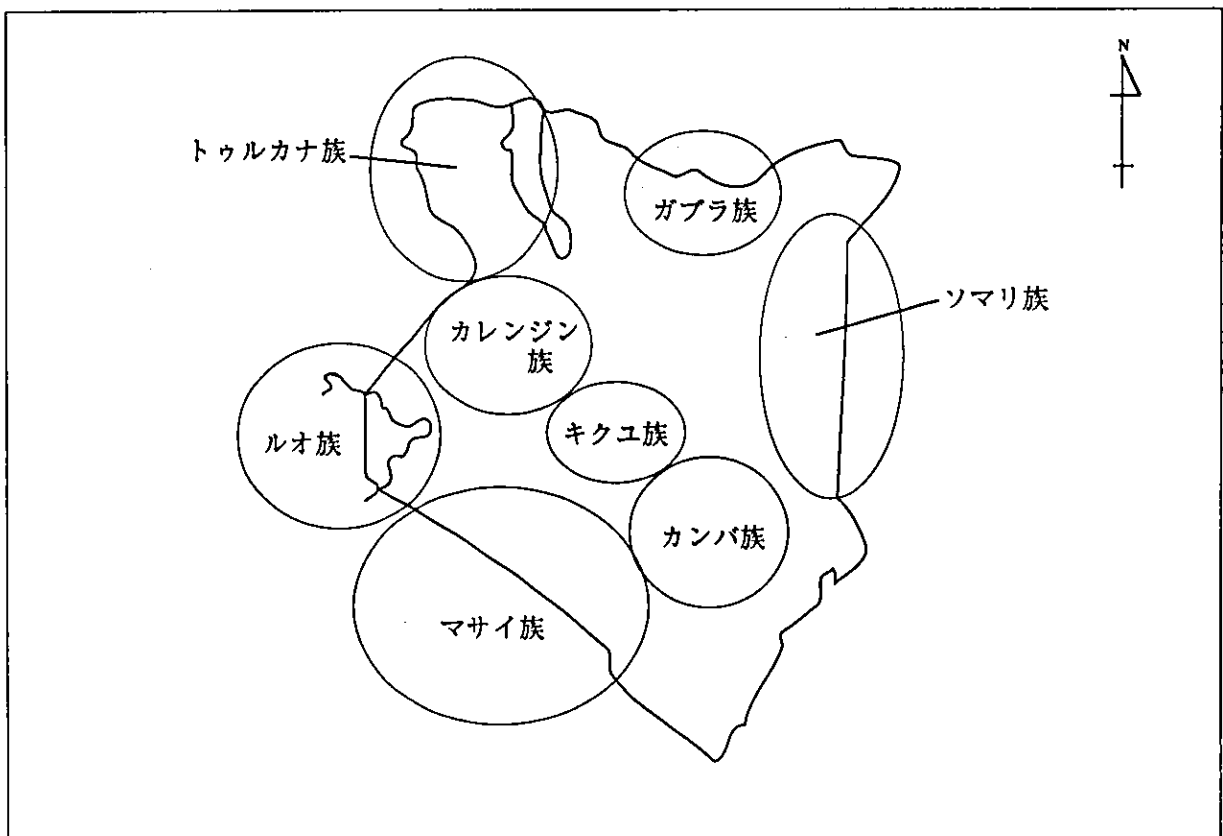 N
トゥルカナ族
ガブラ族
ソマリ族
カレンジン
族
キクユ族
ルオ族
カンバ族
マサイ族